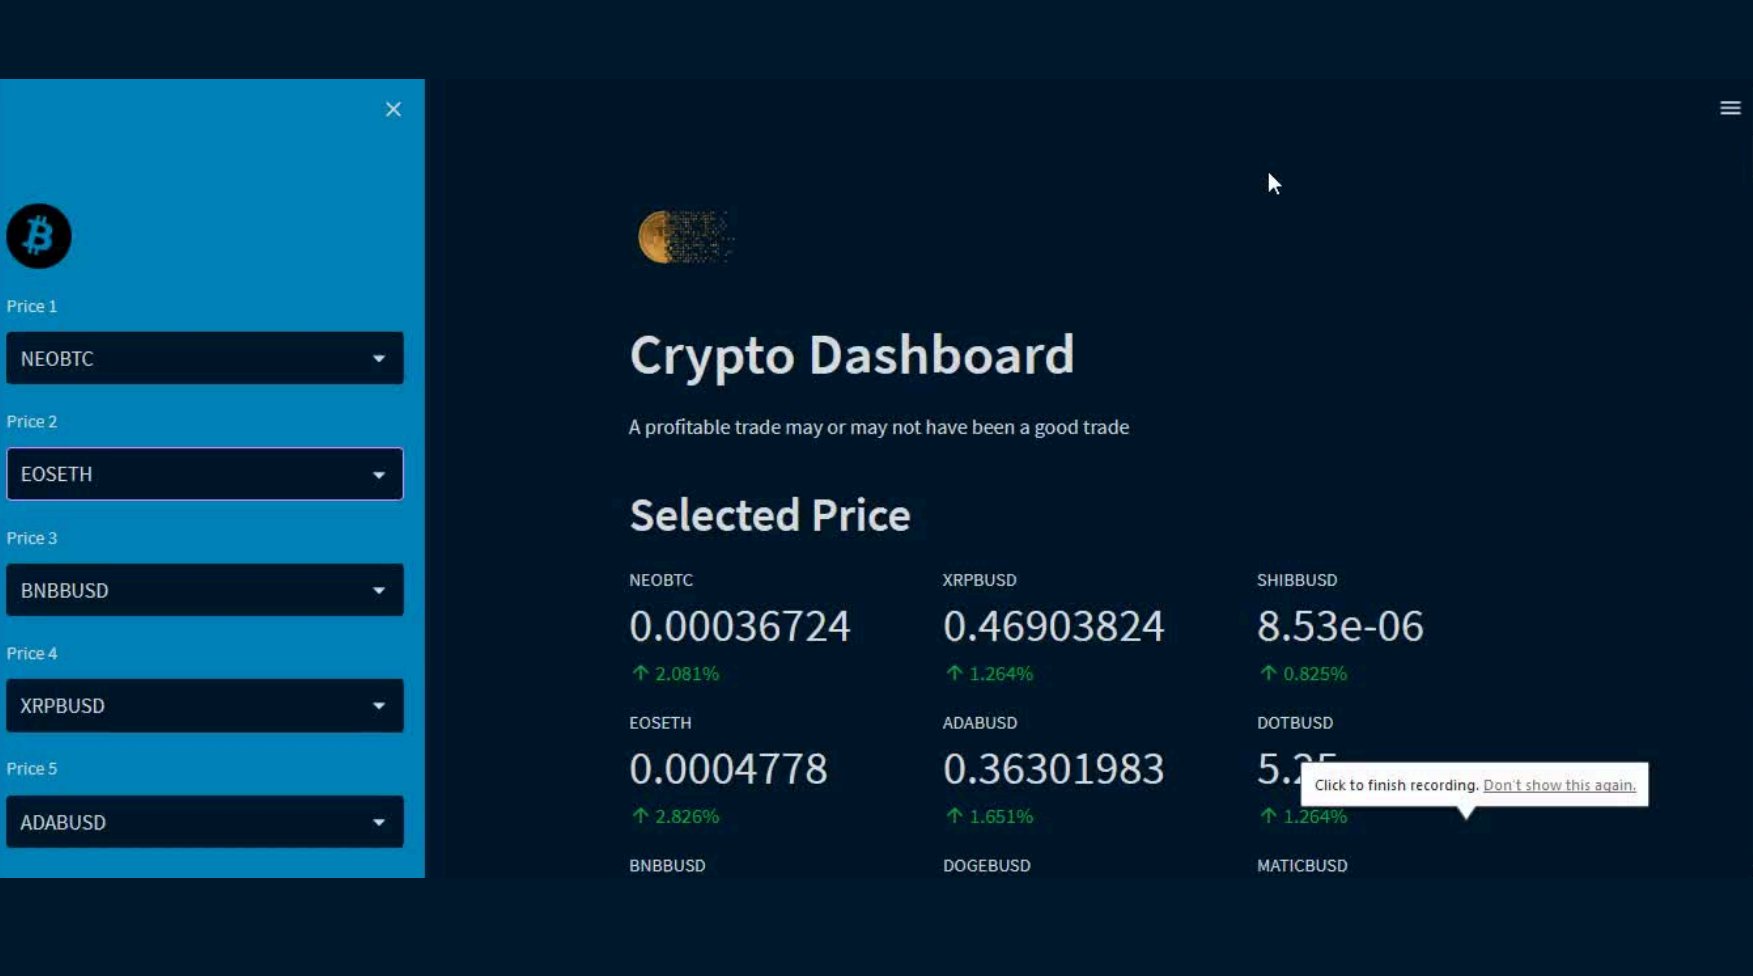 Price 1
NEOBTC
Price 2
EOSETH
Price 3
BNBBUSD
Price 4
XRPBUSD
Price 5
ADABUSD
Crypto Dashboard
A profitable trade may or may not have been a good trade
Selected Price
NEOBTC
0.00036724
↑ 2.081%
XRPBUSD
0.46903824
↑ 1.264%
SHIBBUSD
8.53e-06
↑ 0.825%
EOSETH
0.0004778
↑ 2.826%
ADABUSD
0.36301983
↑ 1.651%
DOTBUSD
↑ 1.264%
Click to finish recording. Don't show this again.
BNBBUSD
DOGEBUSD
MATICBUSD